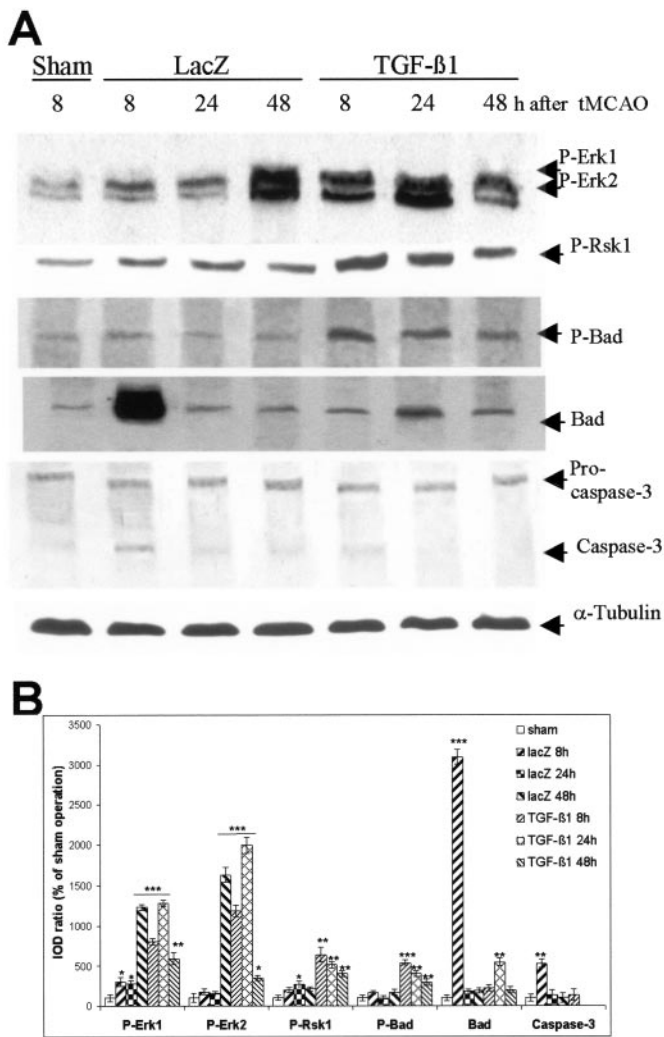 A
Sham LacZ TGF-ß1
8 8 24 48 8 24 48 h after tMCAO
P-Erk1
P-Erk2
P-Rsk1
P-Bad
Bad
Pro-
caspase-3
Caspase-3
α-Tubulin
B
IOD ratio (% of sham operation)
3500
3000
2500
2000
1500
1000
500
0
* * *** **
*** *
* ** ** **
*** ** **
*** **
**
sham
lacZ 8h
lacZ 24h
lacZ 48h
TGF-ß1 8h
TGF-ß1 24h
TGF-ß1 48h
P-Erk1 P-Erk2 P-Rsk1 P-Bad Bad Caspase-3